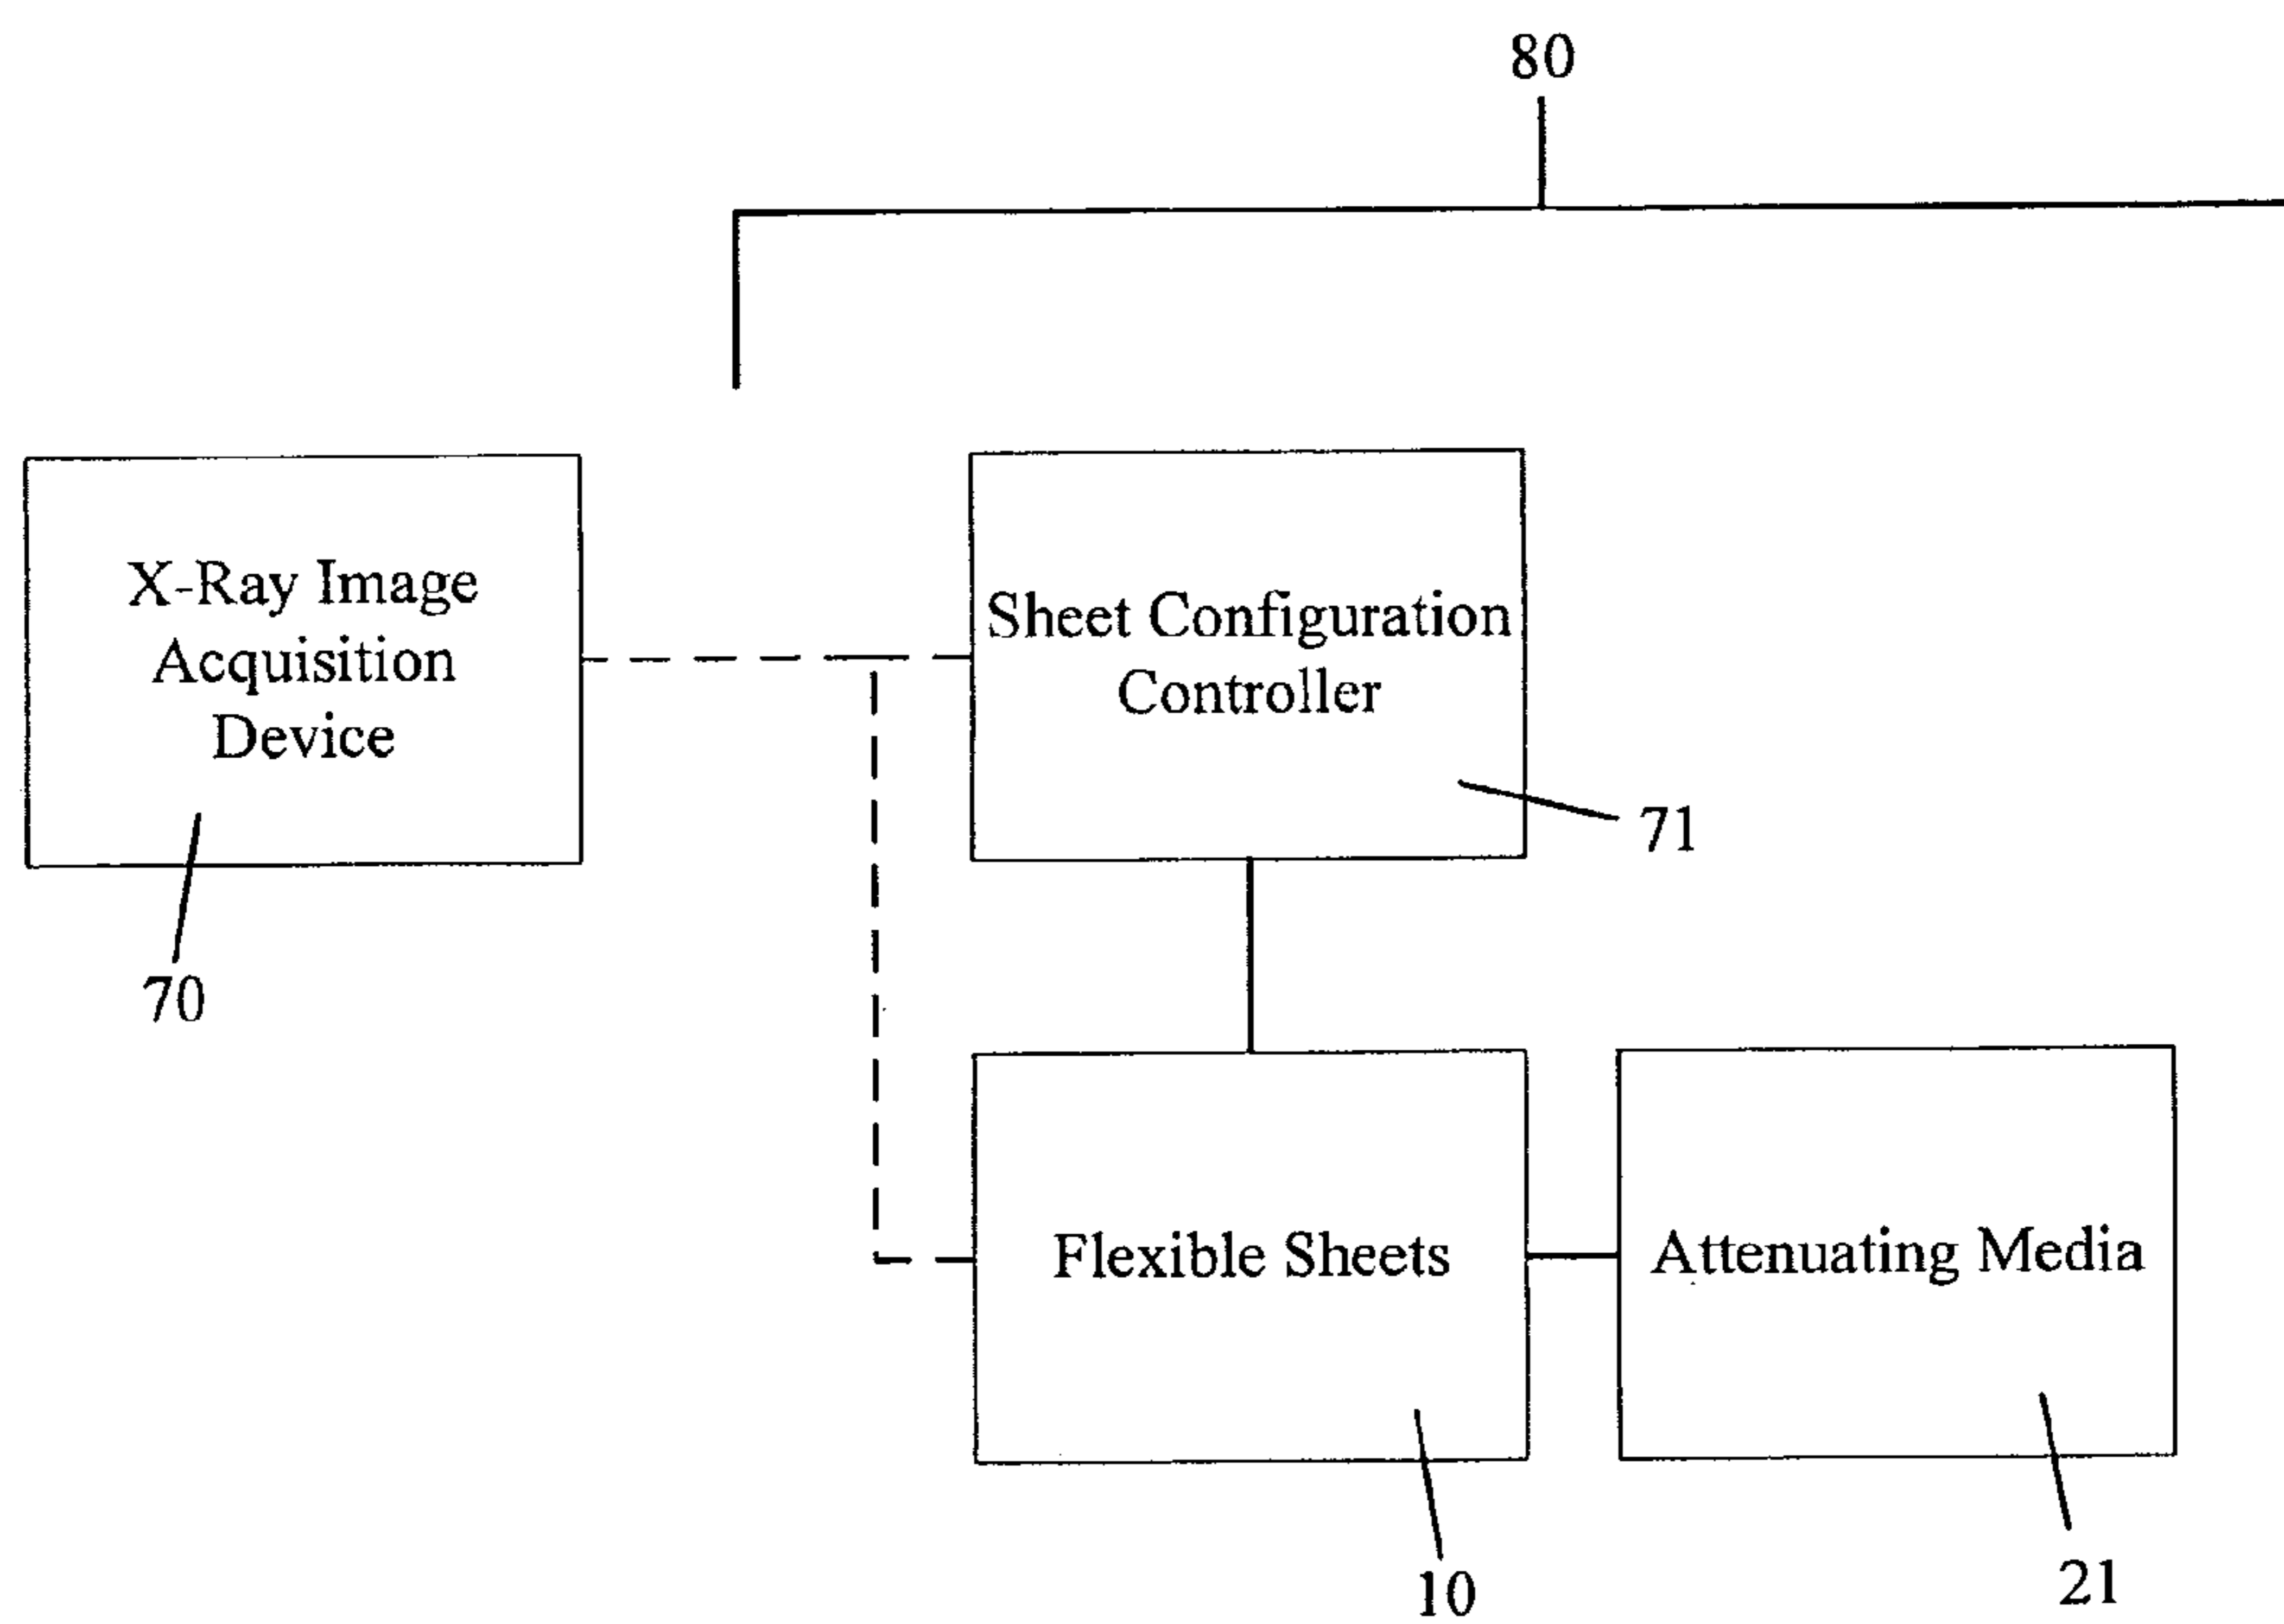 80
X-Ray Image
Acquisition
Device
70
Sheet Configuration
Controller
71
Flexible Sheets
10
Attenuating Media
21